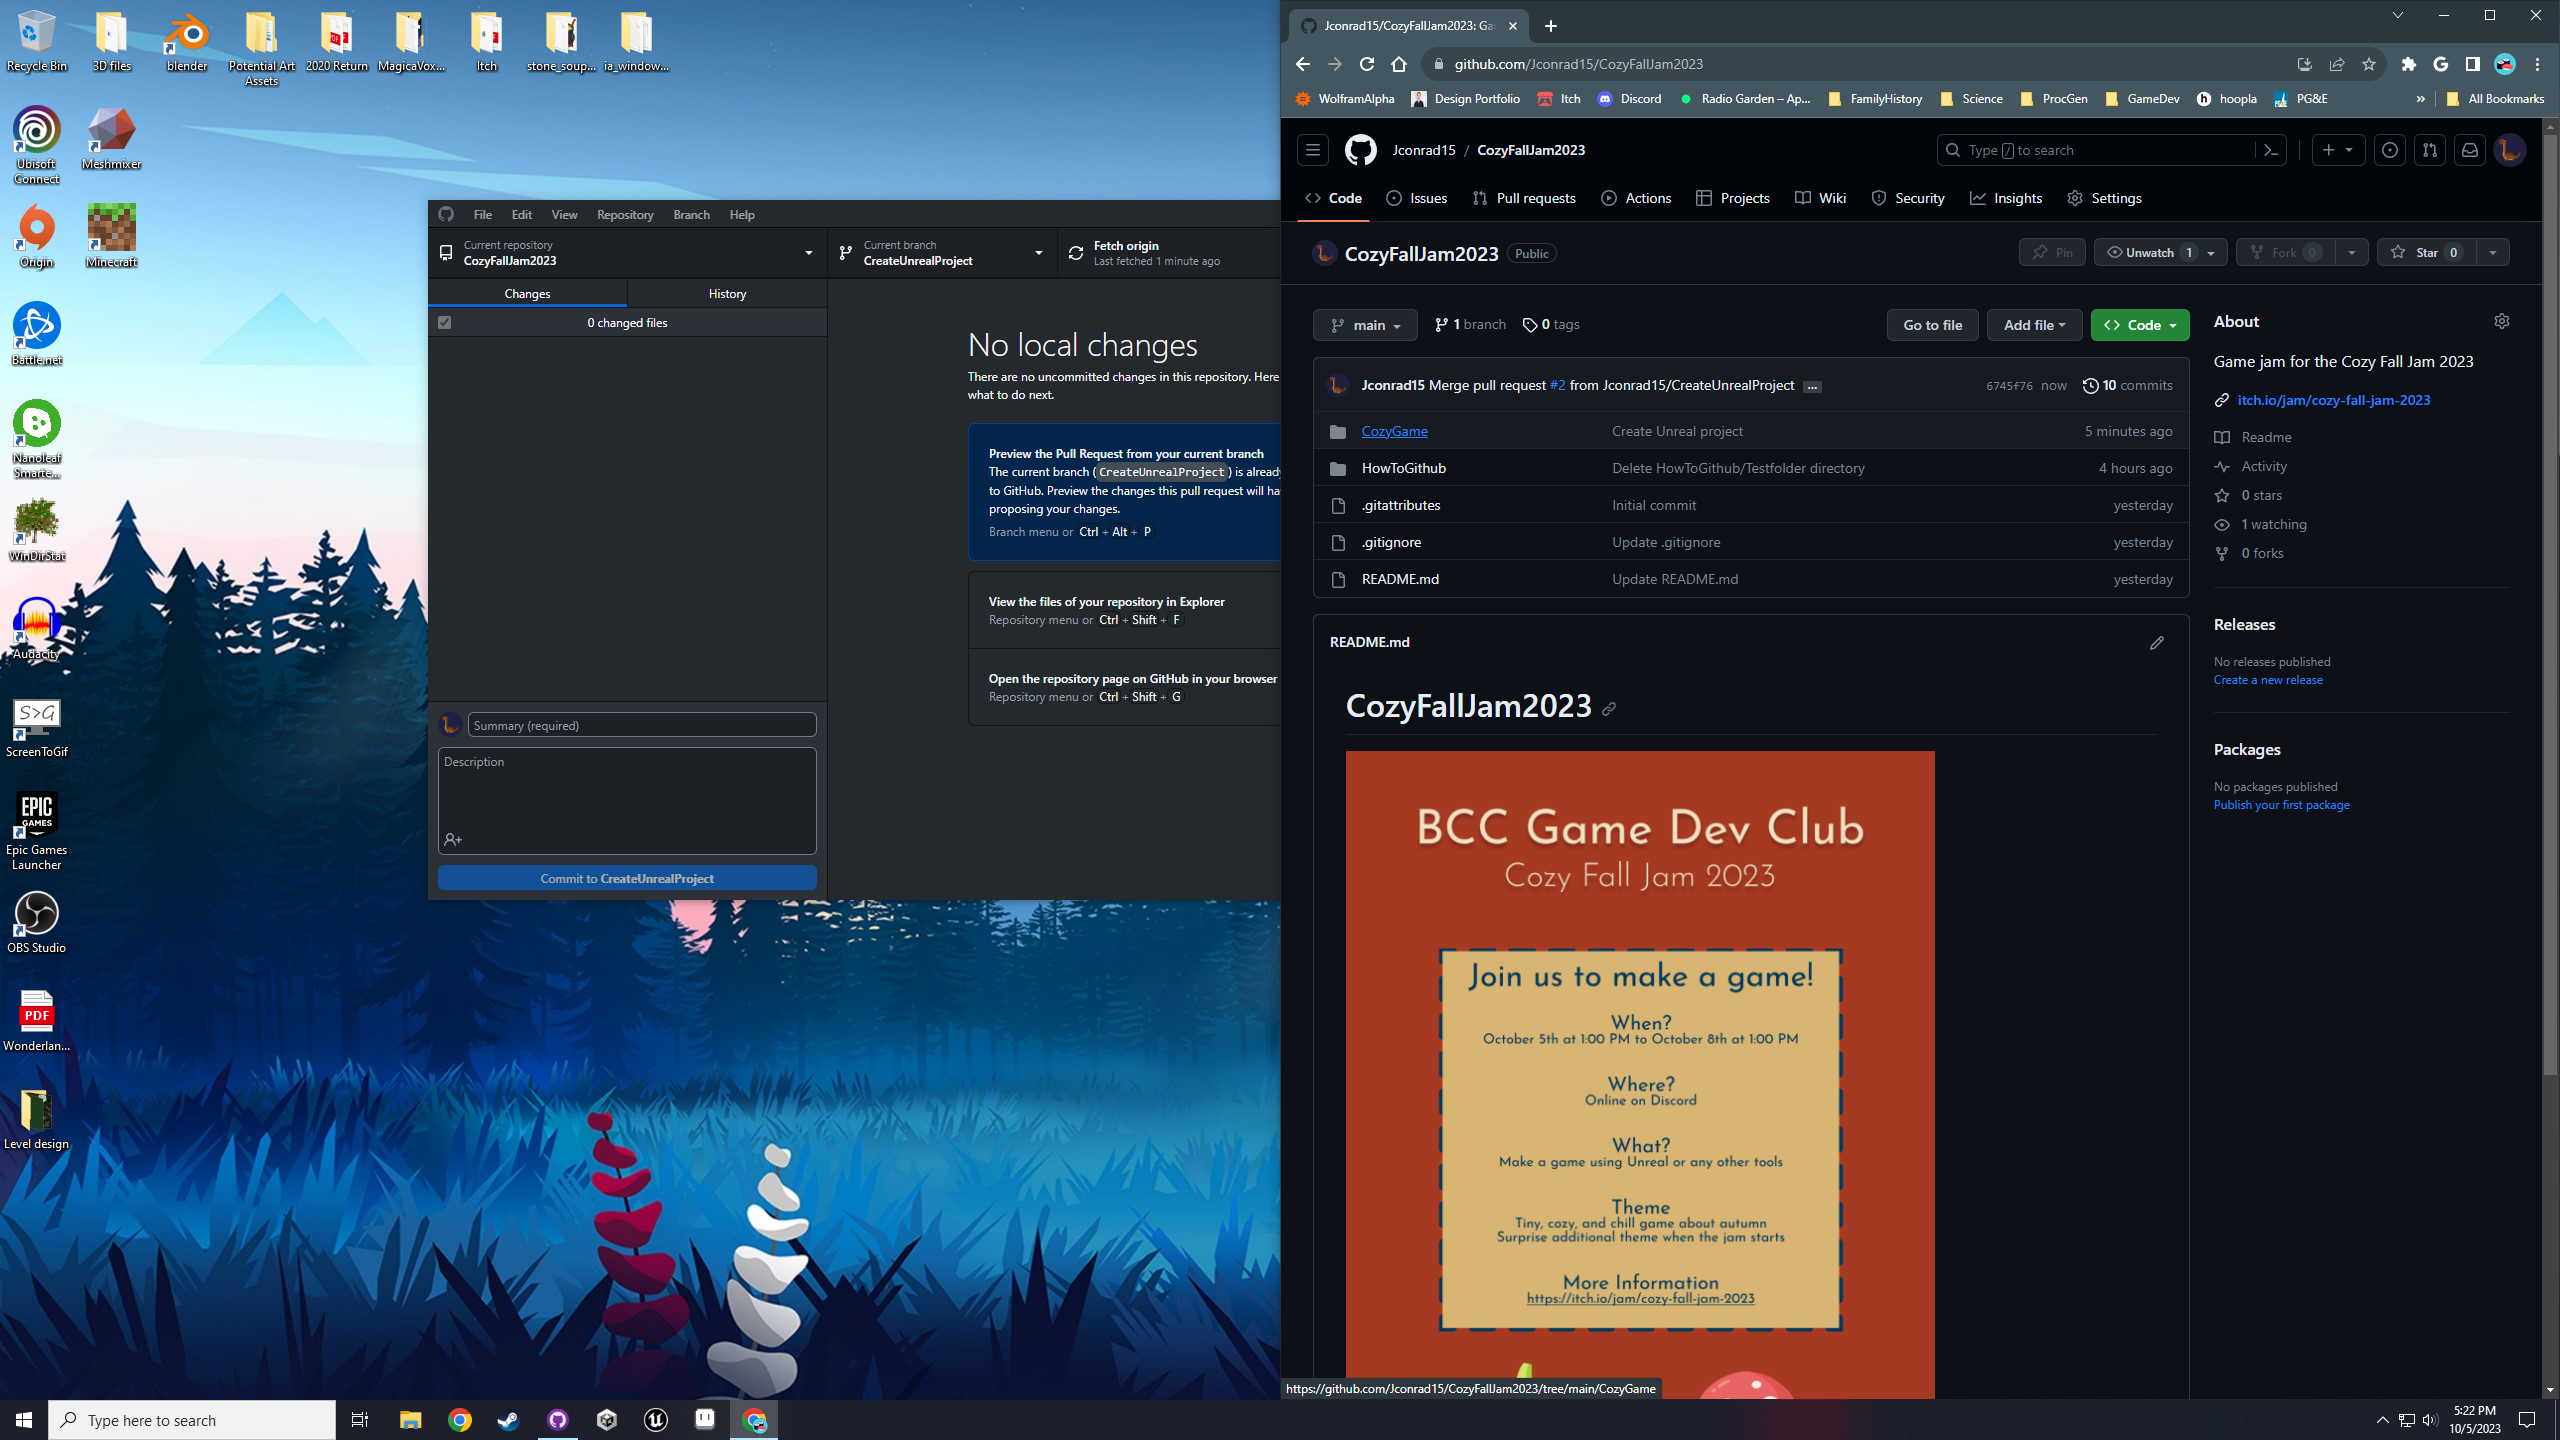 Recycle Bin
3D files
blender
Potential Art
Assets
2020 Return
MagicaVox...
Itch
stone_soup...
ia_window...
Ubisoft
Connect
Meshmixer
Origin
Minecraft
Battle.net
Nanoleaf
Smarte...
WinDirStat
Audacity
S>G
ScreenToGif
EPIC
GAMES
Epic Games
Launcher
OBS Studio
PDF
Wonderlan...
Level design
File Edit View Repository Branch Help
Current repository
CozyFallJam2023
Current branch
CreateUnrealProject
Fetch origin
Last fetched 1 minute ago
Changes
History
0 changed files
No local changes
There are no uncommitted changes in this repository. Here
what to do next.
Preview the Pull Request from your current branch
The current branch (CreateUnrealProject) is already
to GitHub. Preview the changes this pull request will ha
proposing your changes.
Branch menu or Ctrl + Alt + P
View the files of your repository in Explorer
Repository menu or Ctrl + Shift + F
Open the repository page on GitHub in your browser
Repository menu or Ctrl + Shift + G
Summary (required)
Description
Commit to CreateUnrealProject
Jconrad15/CozyFallJam2023: Ga
github.com/Jconrad15/CozyFallJam2023
WolframAlpha Design Portfolio Itch Discord Radio Garden – Ap... FamilyHistory Science ProcGen GameDev hoopla PG&E » All Bookmarks
Jconrad15 / CozyFallJam2023
Type / to search
Code Issues Pull requests Actions Projects Wiki Security Insights Settings
CozyFallJam2023 Public
Pin Unwatch 1 Fork 0 Star 0
main 1 branch 0 tags Go to file Add file Code
Jconrad15 Merge pull request #2 from Jconrad15/CreateUnrealProject ... 6745f76 now 10 commits
CozyGame Create Unreal project 5 minutes ago
HowToGithub Delete HowToGithub/Testfolder directory 4 hours ago
.gitattributes Initial commit yesterday
.gitignore Update .gitignore yesterday
README.md Update README.md yesterday
README.md
CozyFallJam2023
BCC Game Dev Club
Cozy Fall Jam 2023
Join us to make a game!
When?
October 5th at 1:00 PM to October 8th at 1:00 PM
Where?
Online on Discord
What?
Make a game using Unreal or any other tools
Theme
Tiny, cozy, and chill game about autumn
Surprise additional theme when the jam starts
More Information
https://itch.io/jam/cozy-fall-jam-2023
About
Game jam for the Cozy Fall Jam 2023
itch.io/jam/cozy-fall-jam-2023
Readme
Activity
0 stars
1 watching
0 forks
Releases
No releases published
Create a new release
Packages
No packages published
Publish your first package
https://github.com/Jconrad15/CozyFallJam2023/tree/main/CozyGame
Type here to search
5:22 PM
10/5/2023